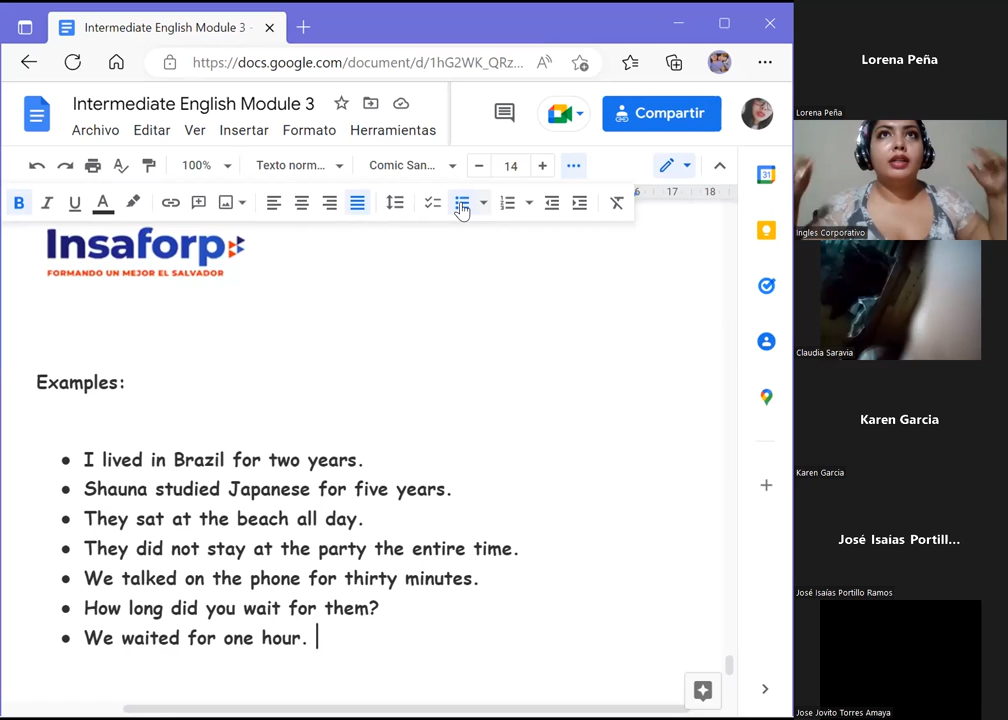 Intermediate English Module 3 -
https://docs.google.com/document/d/1hG2WK_QRz...
Intermediate English Module 3
Archivo Editar Ver Insertar Formato Herramientas
Compartir
100% Texto norm... Comic San... 14
17 18
Insaforp
FORMANDO UN MEJOR EL SALVADOR
Examples:
I lived in Brazil for two years.
Shauna studied Japanese for five years.
They sat at the beach all day.
They did not stay at the party the entire time.
We talked on the phone for thirty minutes.
How long did you wait for them?
We waited for one hour.
Lorena Peña
Lorena Peña
Ingles Corporativo
Claudia Saravia
Karen Garcia
Karen Garcia
José Isaías Portill...
José Isaías Portillo Ramos
Jose Jovito Torres Amaya